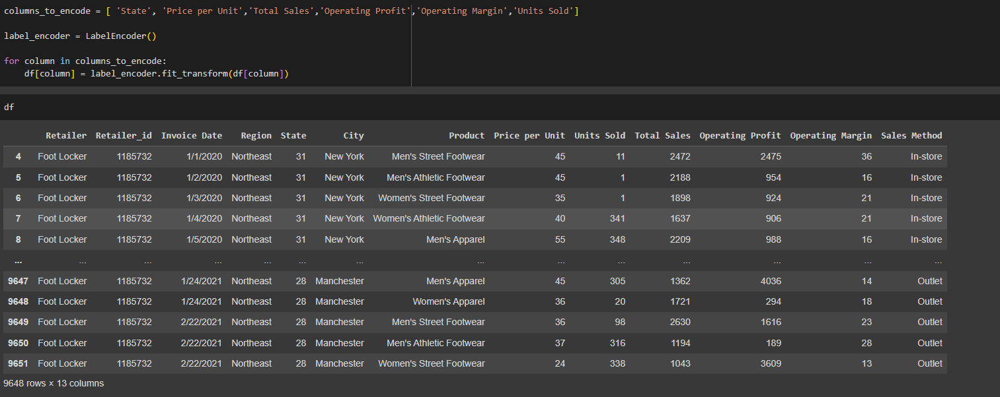 columns_to_encode = [ 'State', 'Price per Unit','Total Sales','Operating Profit','Operating Margin','Units Sold']
label_encoder = LabelEncoder()
for column in columns_to_encode:
    df[column] = label_encoder.fit_transform(df[column])
df
Retailer Retailer_id Invoice Date Region State City Product Price per Unit Units Sold Total Sales Operating Profit Operating Margin Sales Method
4 Foot Locker 1185732 1/1/2020 Northeast 31 New York Men's Street Footwear 45 11 2472 2475 36 In-store
5 Foot Locker 1185732 1/2/2020 Northeast 31 New York Men's Athletic Footwear 45 1 2188 954 16 In-store
6 Foot Locker 1185732 1/3/2020 Northeast 31 New York Women's Street Footwear 35 1 1898 924 21 In-store
7 Foot Locker 1185732 1/4/2020 Northeast 31 New York Women's Athletic Footwear 40 341 1637 906 21 In-store
8 Foot Locker 1185732 1/5/2020 Northeast 31 New York Men's Apparel 55 348 2209 988 16 In-store
... ... ... ... ... ... ... ... ... ... ... ... ... ...
9647 Foot Locker 1185732 1/24/2021 Northeast 28 Manchester Men's Apparel 45 305 1362 4036 14 Outlet
9648 Foot Locker 1185732 1/24/2021 Northeast 28 Manchester Women's Apparel 36 20 1721 294 18 Outlet
9649 Foot Locker 1185732 2/22/2021 Northeast 28 Manchester Men's Street Footwear 36 98 2630 1616 23 Outlet
9650 Foot Locker 1185732 2/22/2021 Northeast 28 Manchester Men's Athletic Footwear 37 316 1194 189 28 Outlet
9651 Foot Locker 1185732 2/22/2021 Northeast 28 Manchester Women's Street Footwear 24 338 1043 3609 13 Outlet
9648 rows × 13 columns